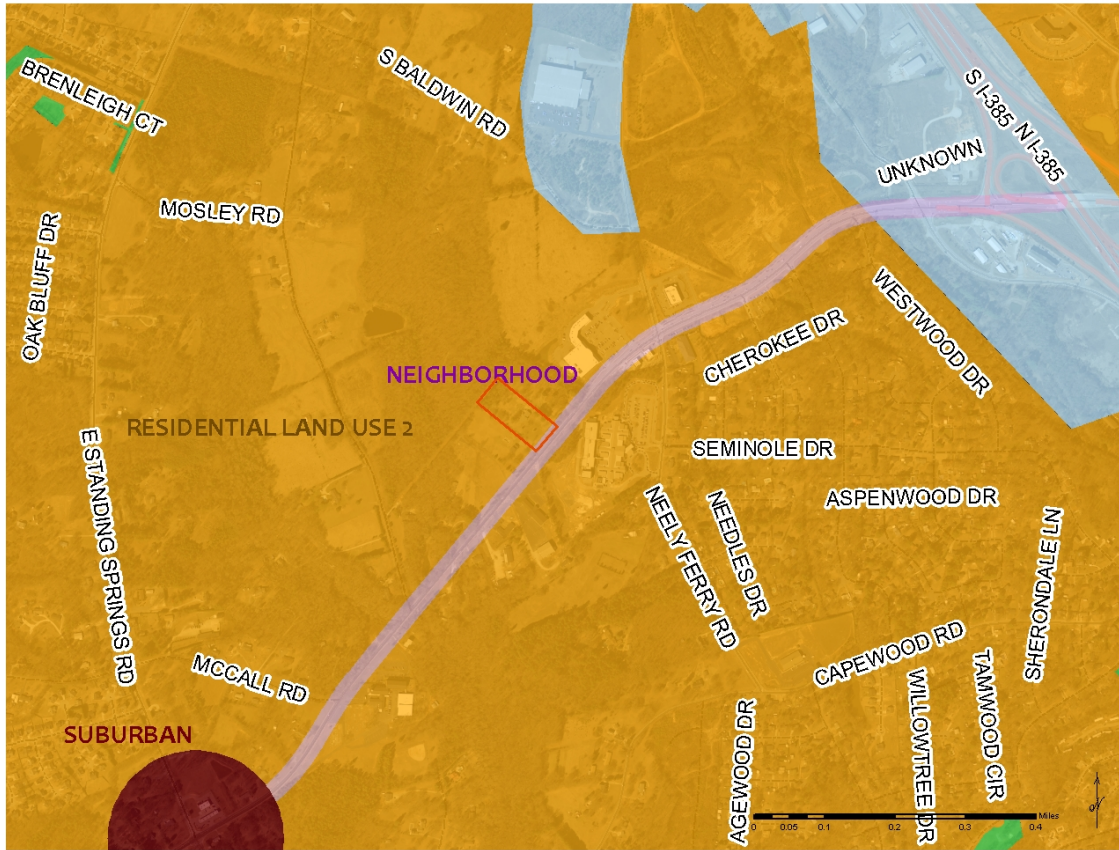 S BALDWIN RD
BRENLEIGH CT
S I-385
N I-385
UNKNOWN
MOSLEY RD
OAK BLUFF DR
WESTWOOD DR
CHEROKEE DR
NEIGHBORHOOD
RESIDENTIAL LAND USE 2
SEMINOLE DR
ASPENWOOD DR
E STANDING SPRINGS RD
NEELY FERRY RD
NEEDLES DR
SHERONDALE LN
CAPEWOOD RD
MCCALL RD
TAMWOOD CIR
WILLOWTREE DR
AGEWOOD DR
SUBURBAN
Miles
0 0.05 0.1 0.2 0.3 0.4